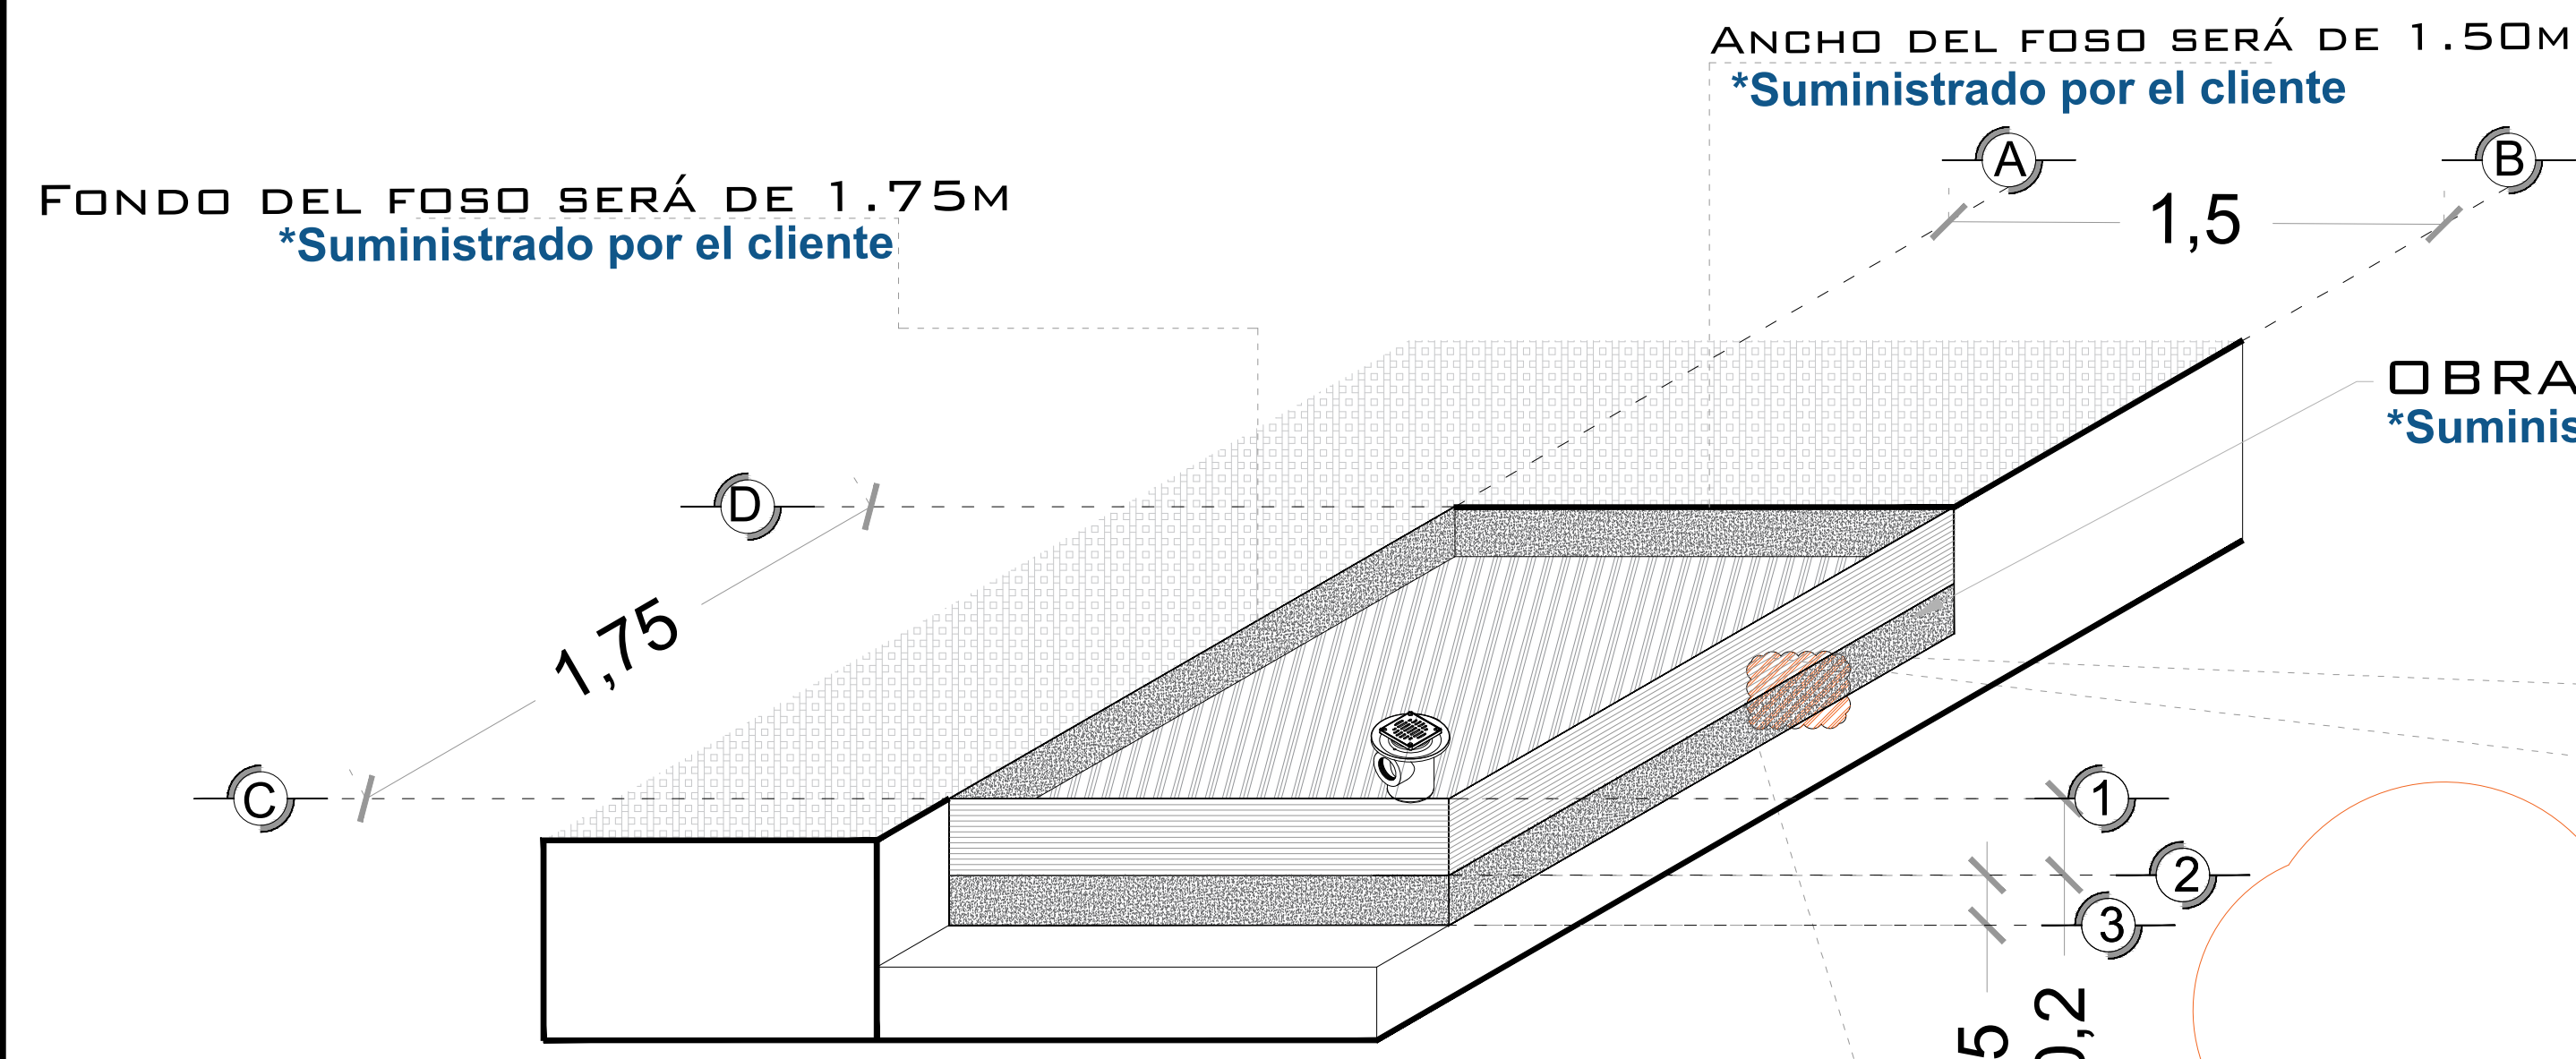 ANCHO DEL FOSO SERÁ DE 1.50M
*Suministrado por el cliente
A
B
1,5
FONDO DEL FOSO SERÁ DE 1.75M
*Suministrado por el cliente
OBRA
*Suminis
D
1,75
C
1
2
3
5
0,2